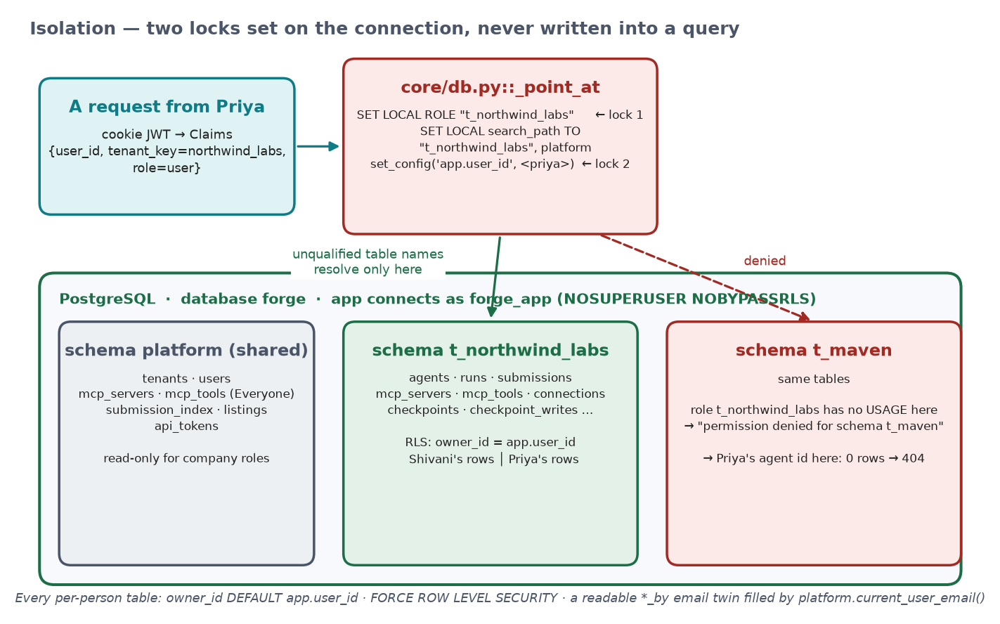 Isolation — two locks set on the connection, never written into a query
A request from Priya
cookie JWT → Claims
{user_id, tenant_key=northwind_labs,
role=user}
core/db.py::_point_at
SET LOCAL ROLE "t_northwind_labs" ← lock 1
SET LOCAL search_path TO
"t_northwind_labs", platform
set_config('app.user_id', <priya>) ← lock 2
unqualified table names
resolve only here
denied
PostgreSQL · database forge · app connects as forge_app (NOSUPERUSER NOBYPASSRLS)
schema platform (shared)
tenants · users
mcp_servers · mcp_tools (Everyone)
submission_index · listings
api_tokens
read-only for company roles
schema t_northwind_labs
agents · runs · submissions
mcp_servers · mcp_tools · connections
checkpoints · checkpoint_writes …
RLS: owner_id = app.user_id
Shivani's rows │ Priya's rows
schema t_maven
same tables
role t_northwind_labs has no USAGE here
→ "permission denied for schema t_maven"
→ Priya's agent id here: 0 rows → 404
Every per-person table: owner_id DEFAULT app.user_id · FORCE ROW LEVEL SECURITY · a readable *_by email twin filled by platform.current_user_email()